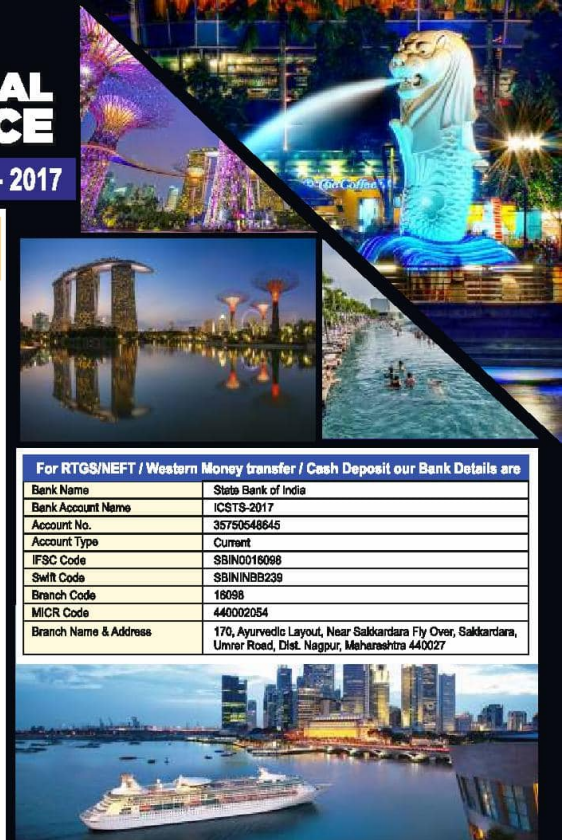 AL
CE
- 2017
The Coffee
For RTGS/NEFT / Western Money transfer / Cash Deposit our Bank Details are
Bank Name State Bank of India
Bank Account Name ICSTS-2017
Account No. 35750548645
Account Type Current
IFSC Code SBIN0016098
Swift Code SBININBB239
Branch Code 16098
MICR Code 440002054
Branch Name & Address 170, Ayurvedic Layout, Near Sakkardara Fly Over, Sakkardara,
Umrer Road, Dist. Nagpur, Maharashtra 440027